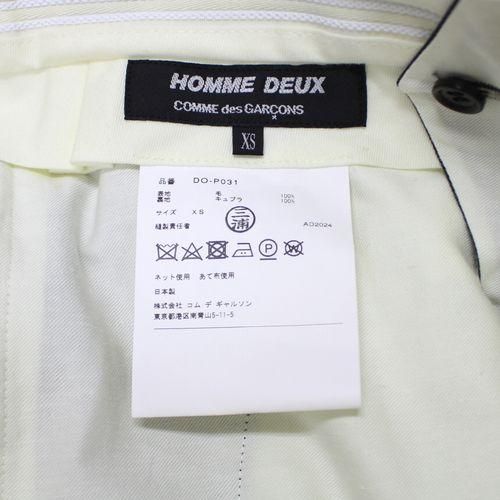 HOMME DEUX
COMME des GARÇONS
XS
品番 DO-P031
表地 毛 100%
裏地 キュプラ 100%
サイズ XS
三浦
縫製責任者 AD2024
P
ネット使用 あて布使用
日本製
株式会社 コム デ ギャルソン
東京都港区南青山5-11-5